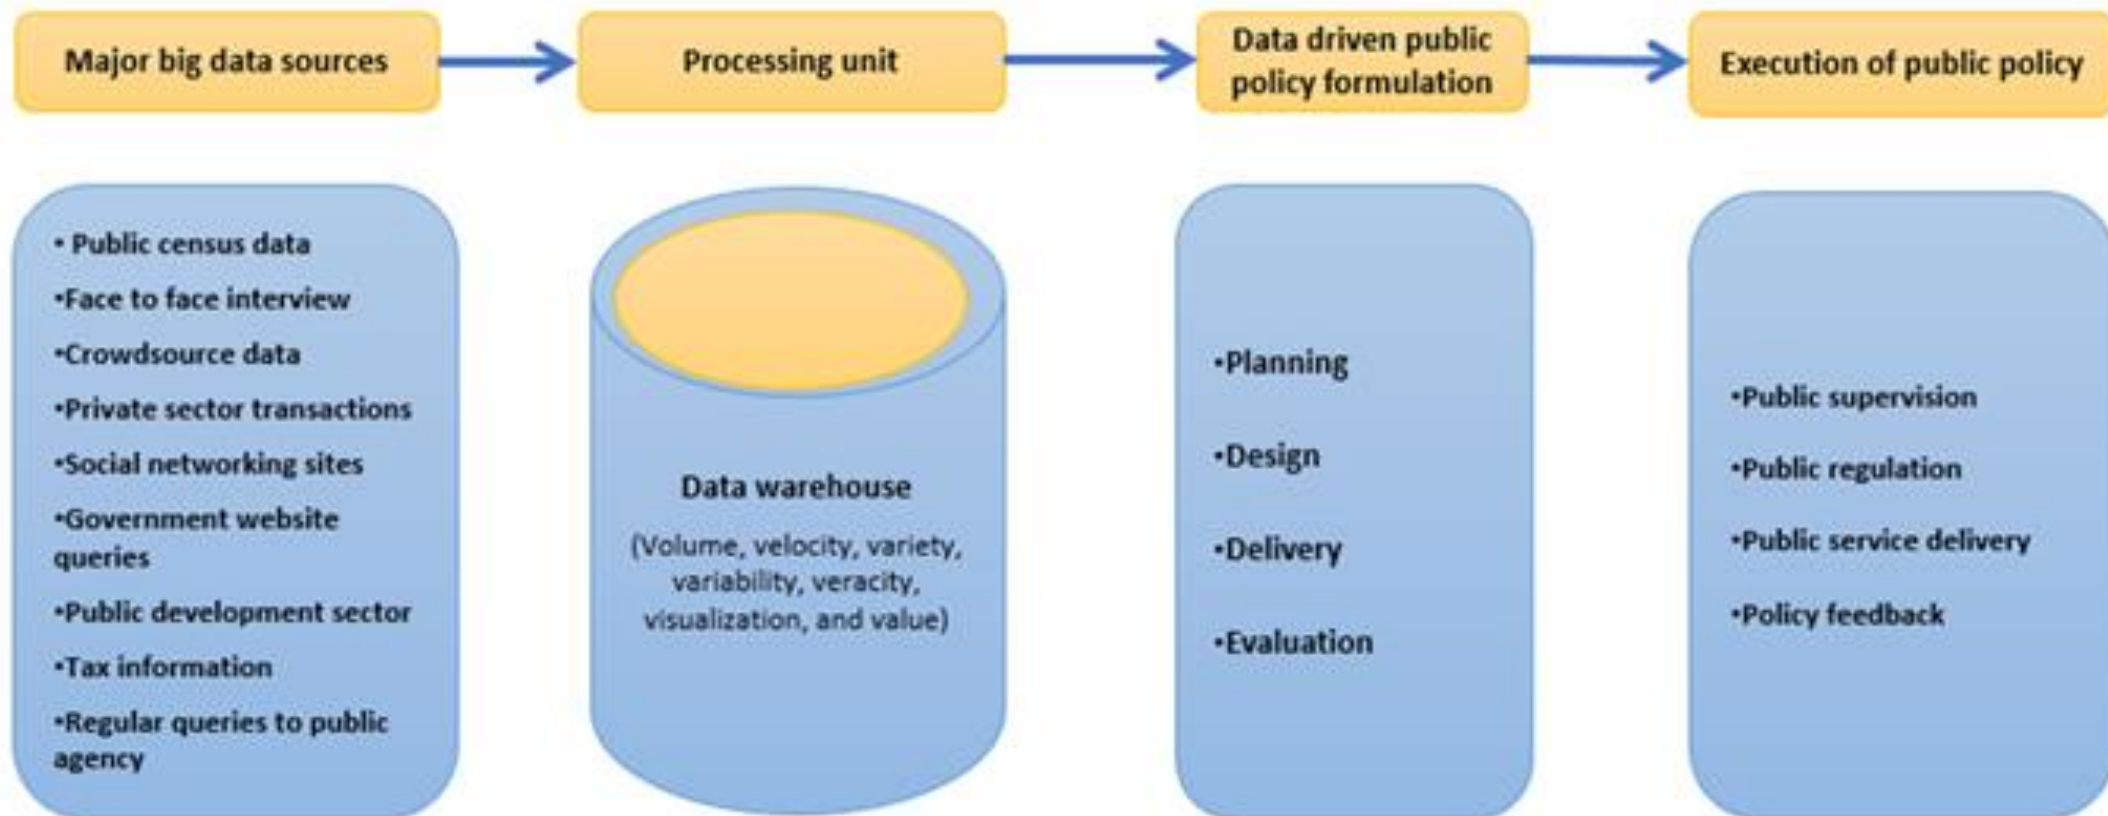 Major big data sources
Processing unit
Data driven public
policy formulation
Execution of public policy
• Public census data
•Face to face interview
•Crowdsource data
•Private sector transactions
•Social networking sites
•Government website
queries
•Public development sector
•Tax information
•Regular queries to public
agency
Data warehouse
(Volume, velocity, variety,
variability, veracity,
visualization, and value)
•Planning
•Design
•Delivery
•Evaluation
•Public supervision
•Public regulation
•Public service delivery
•Policy feedback